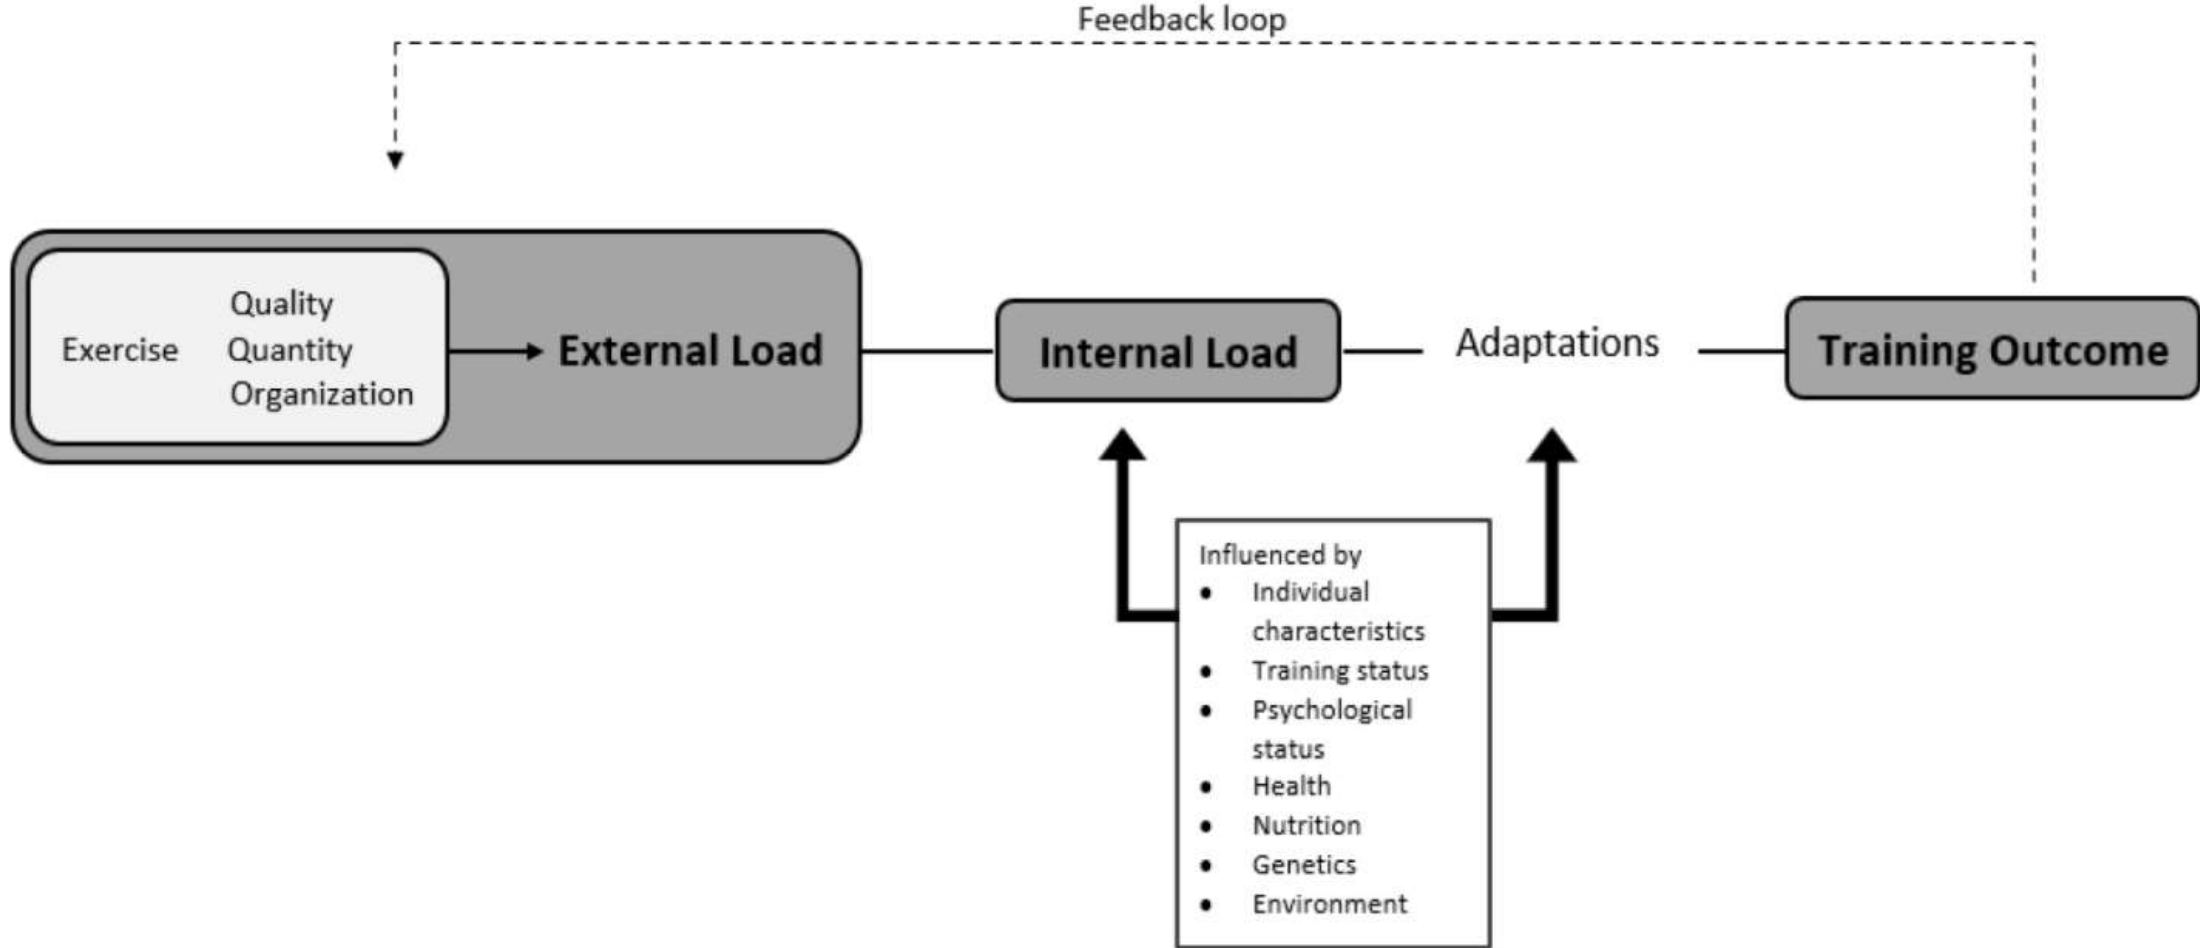 Feedback loop
Quality
Exercise Quantity
Organization
External Load
Internal Load
Adaptations
Training Outcome
Influenced by
• Individual
characteristics
• Training status
• Psychological
status
• Health
• Nutrition
• Genetics
• Environment